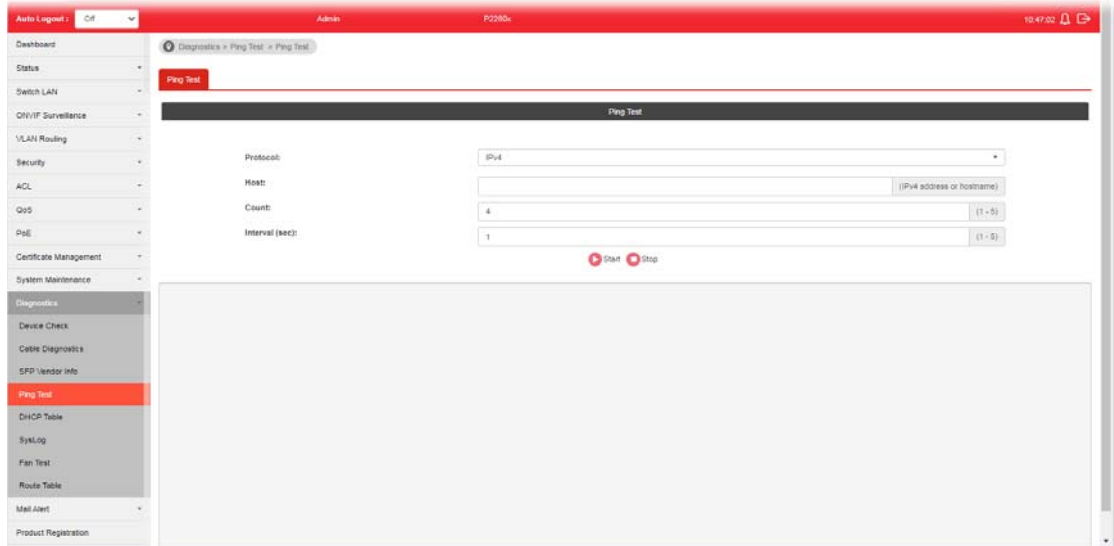 Auto Logout : Off Admin P2280x 10:47:02
Dashboard
Status
Switch LAN
ONVIF Surveillance
VLAN Routing
Security
ACL
QoS
PoE
Certificate Management
System Maintenance
Diagnostics
Device Check
Cable Diagnostics
SFP Vendor Info
Ping Test
DHCP Table
SysLog
Fan Test
Route Table
Mail Alert
Product Registration
Diagnostics » Ping Test » Ping Test
Ping Test
Ping Test
Protocol: IPv4
Host: (IPv4 address or hostname)
Count: 4 (1 - 5)
Interval (sec): 1 (1 - 5)
Start Stop